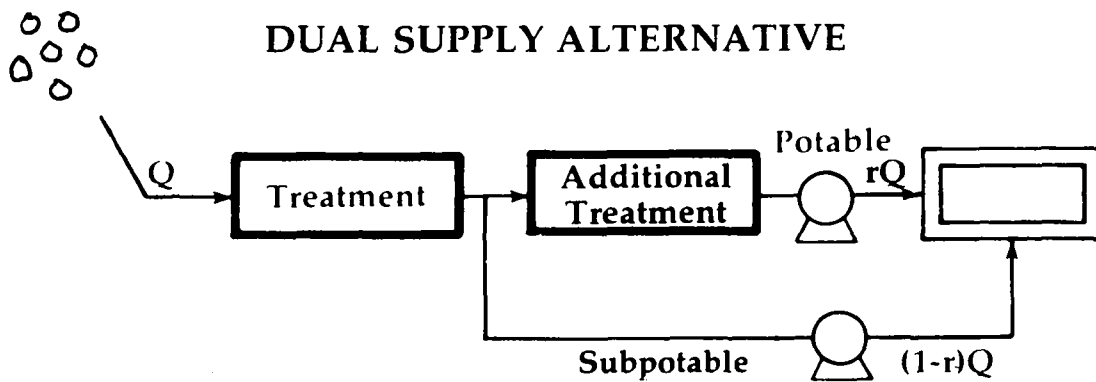 DUAL SUPPLY ALTERNATIVE
Q
Treatment
Additional
Treatment
Potable
rQ
Subpotable
(1-r)Q